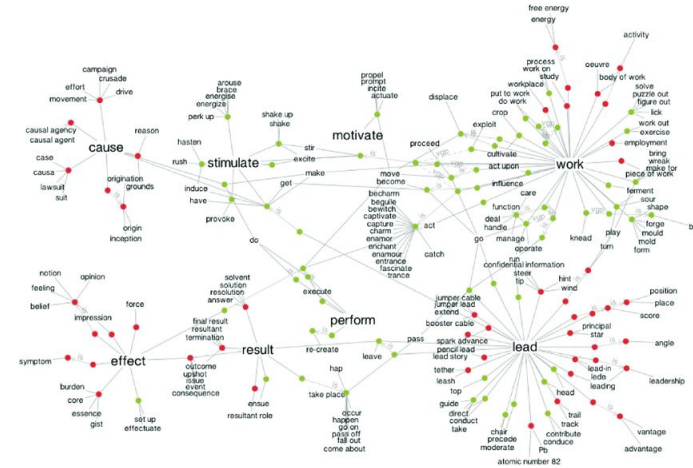 free energy
energy
activity
process
work on
study
oeuvre
body of work
workplace
put to work
do work
crop
solve
puzzle out
figure out
lick
work out
exercise
employment
bring
wreak
make for
piece of work
ferment
sour
shape
forge
mould
mold
form
play
turn
knead
work
campaign
crusade
effort
drive
movement
causal agency
causal agent
reason
cause
case
causa
lawsuit
suit
origination
grounds
origin
inception
arouse
brace
energise
energize
perk up
shake up
shake
hasten
rush
stir
excite
stimulate
induce
have
provoke
get
make
do
propel
prompt
incite
actuate
motivate
displace
proceed
exploit
cultivate
act upon
influence
move
become
care
function
deal
handle
manage
operate
go
becharm
beguile
bewitch
captivate
capture
charm
enamor
enchant
enamour
entrance
fascinate
trance
act
catch
notion
opinion
feeling
belief
impression
force
symptom
effect
burden
core
essence
gist
set up
effectuate
solvent
solution
resolution
answer
final result
resultant
termination
result
outcome
upshot
issue
event
consequence
ensue
resultant role
execute
perform
re-create
pass
leave
hap
take place
occur
happen
go on
pass off
fall out
come about
run
confidential information
steer
tip
hint
wind
jumper cable
jumper lead
extend
booster cable
spark advance
pencil lead
lead story
tether
leash
top
guide
direct
conduct
take
chair
precede
moderate
lead
Pb
atomic number 82
head
trail
track
contribute
conduce
position
place
score
principal
star
angle
lead-in
lede
leading
leadership
vantage
advantage